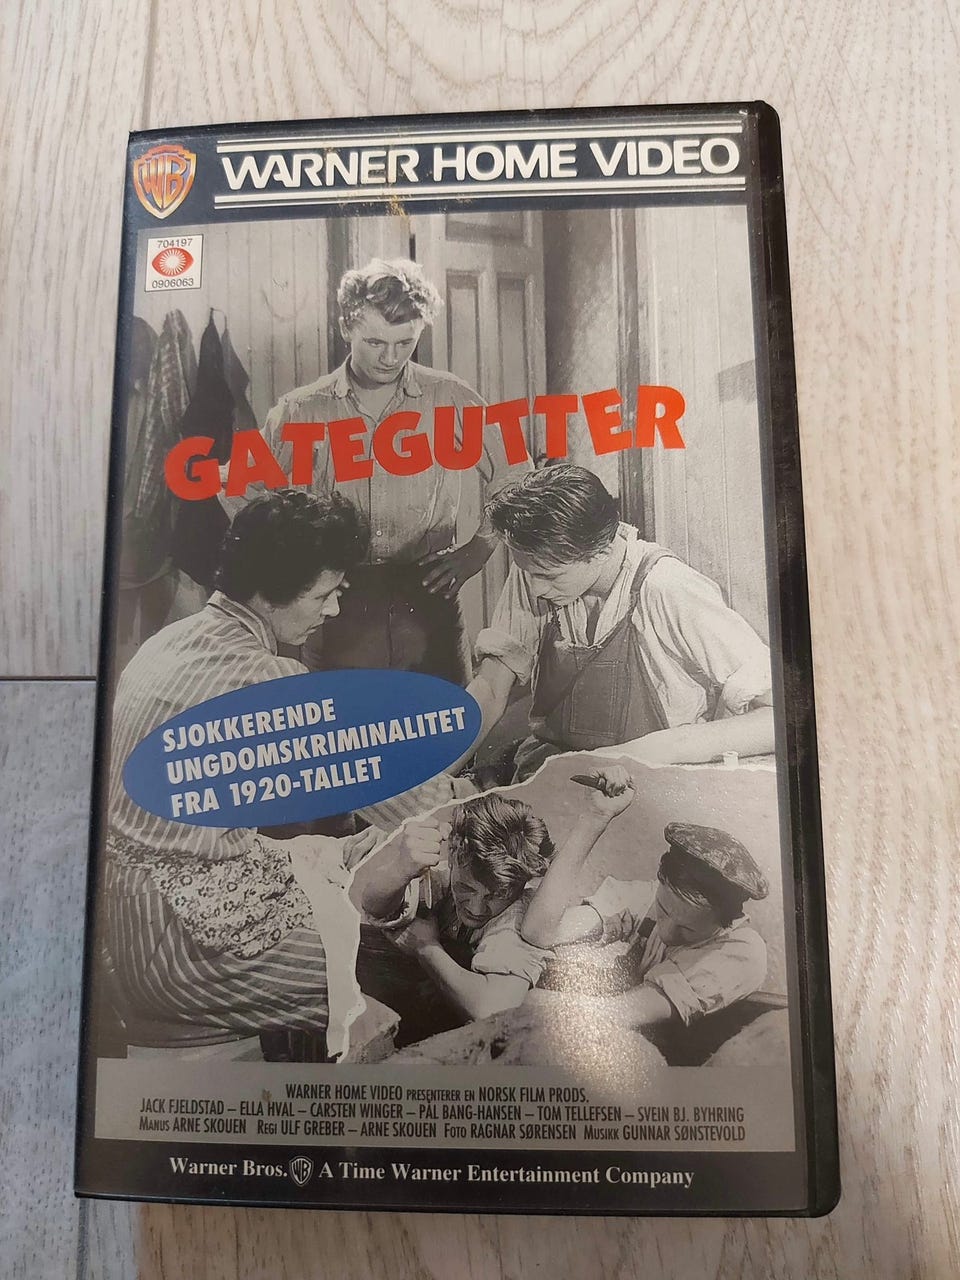 WB WARNER HOME VIDEO
704197
0906063
GATEGUTTER
SJOKKERENDE
UNGDOMSKRIMINALITET
FRA 1920-TALLET
WARNER HOME VIDEO PRESENTERER EN NORSK FILM PRODS.
JACK FJELDSTAD – ELLA HVAL – CARSTEN WINGER – PÅL BANG-HANSEN – TOM TELLEFSEN – SVEIN BJ. BYHRING
MANUS ARNE SKOUEN REGI ULF GREBER – ARNE SKOUEN FOTO RAGNAR SØRENSEN MUSIKK GUNNAR SØNSTEVOLD
Warner Bros. WB A Time Warner Entertainment Company